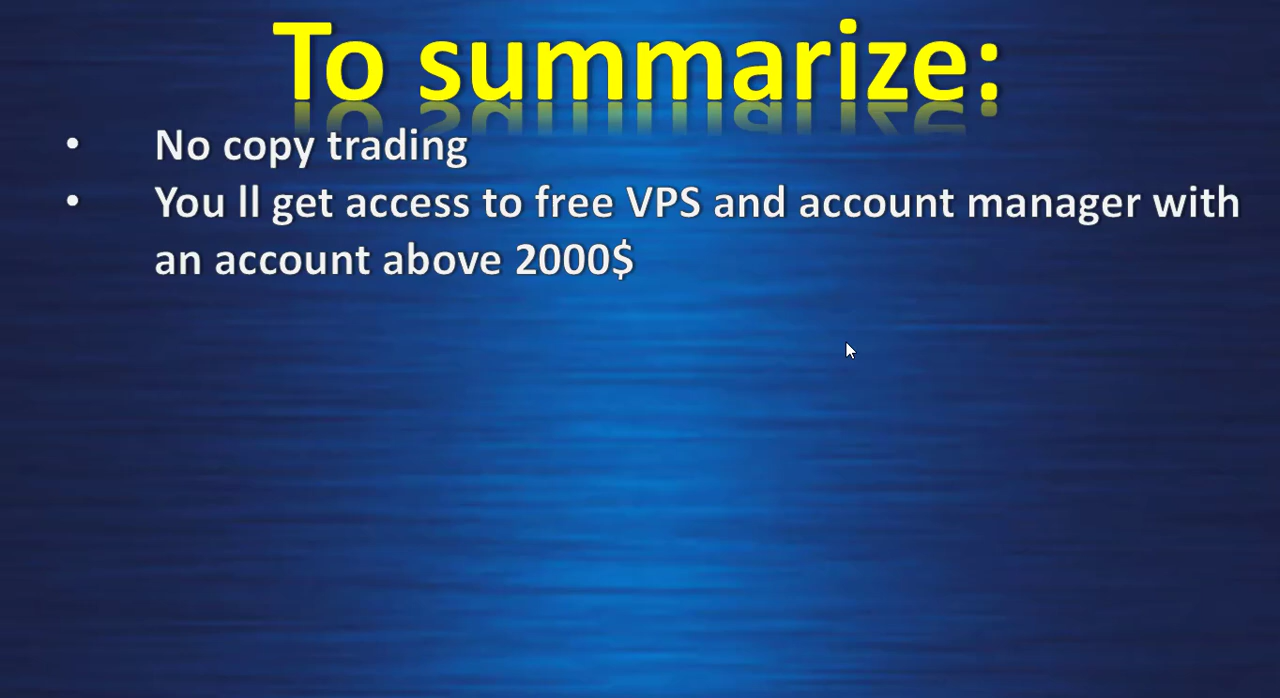 To summarize:
• No copy trading
• You ll get access to free VPS and account manager with
an account above 2000$